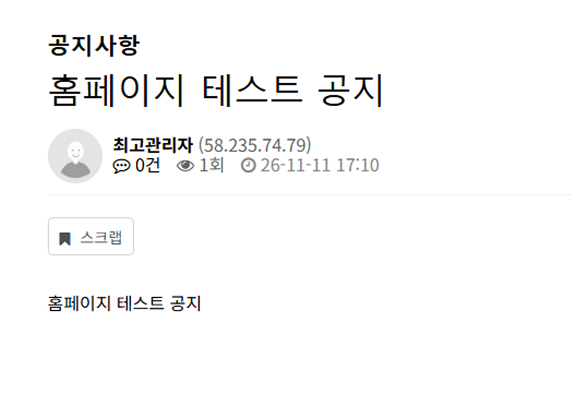 공지사항
홈페이지 테스트 공지
최고관리자 (58.235.74.79)
0건 1회 26-11-11 17:10
스크랩
홈페이지 테스트 공지